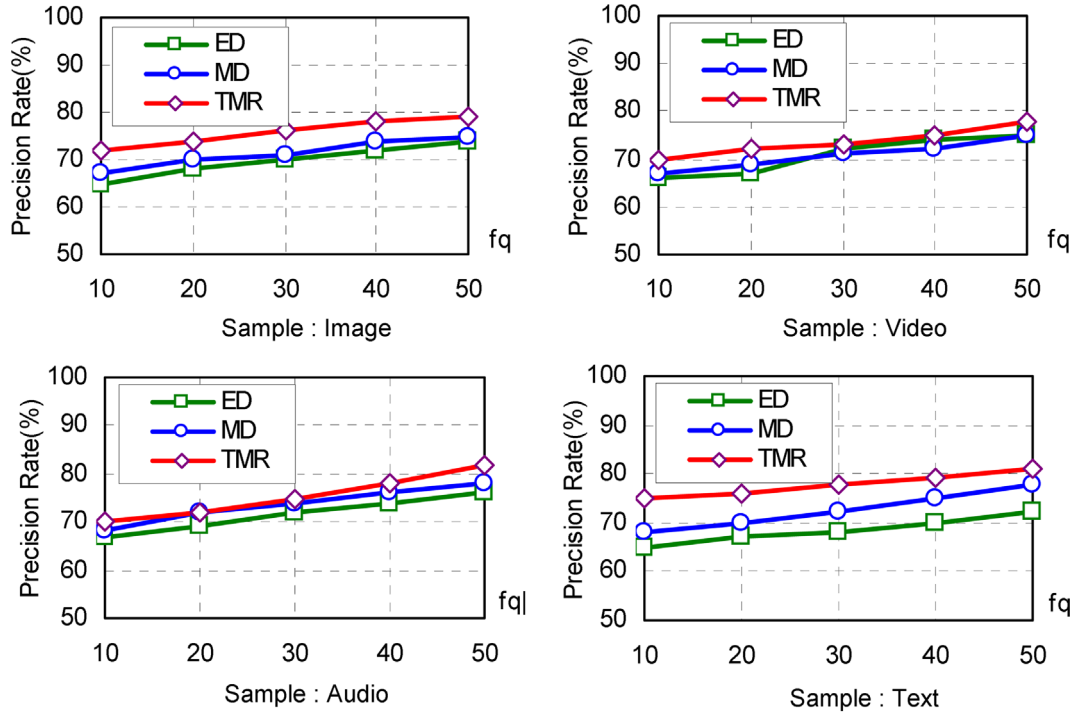 Precision Rate(%)
100
90
80
70
60
50
ED
MD
TMR
fq
10 20 30 40 50
Sample : Image
Precision Rate(%)
100
90
80
70
60
50
ED
MD
TMR
fq
10 20 30 40 50
Sample : Video
Precision Rate(%)
100
90
80
70
60
50
ED
MD
TMR
fq|
10 20 30 40 50
Sample : Audio
Precision Rate(%)
100
90
80
70
60
50
ED
MD
TMR
fq
10 20 30 40 50
Sample : Text